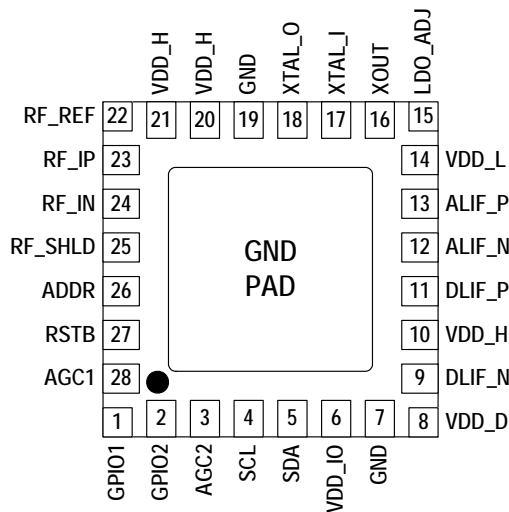 VDD_H
VDD_H
GND
XTAL_O
XTAL_I
XOUT
LDO_ADJ
RF_REF 22 21 20 19 18 17 16 15
RF_IP 23 14 VDD_L
RF_IN 24 13 ALIF_P
RF_SHLD 25 12 ALIF_N
GND
PAD
ADDR 26 11 DLIF_P
RSTB 27 10 VDD_H
AGC1 28 9 DLIF_N
1 2 3 4 5 6 7 8 VDD_D
GPIO1
GPIO2
AGC2
SCL
SDA
VDD_IO
GND